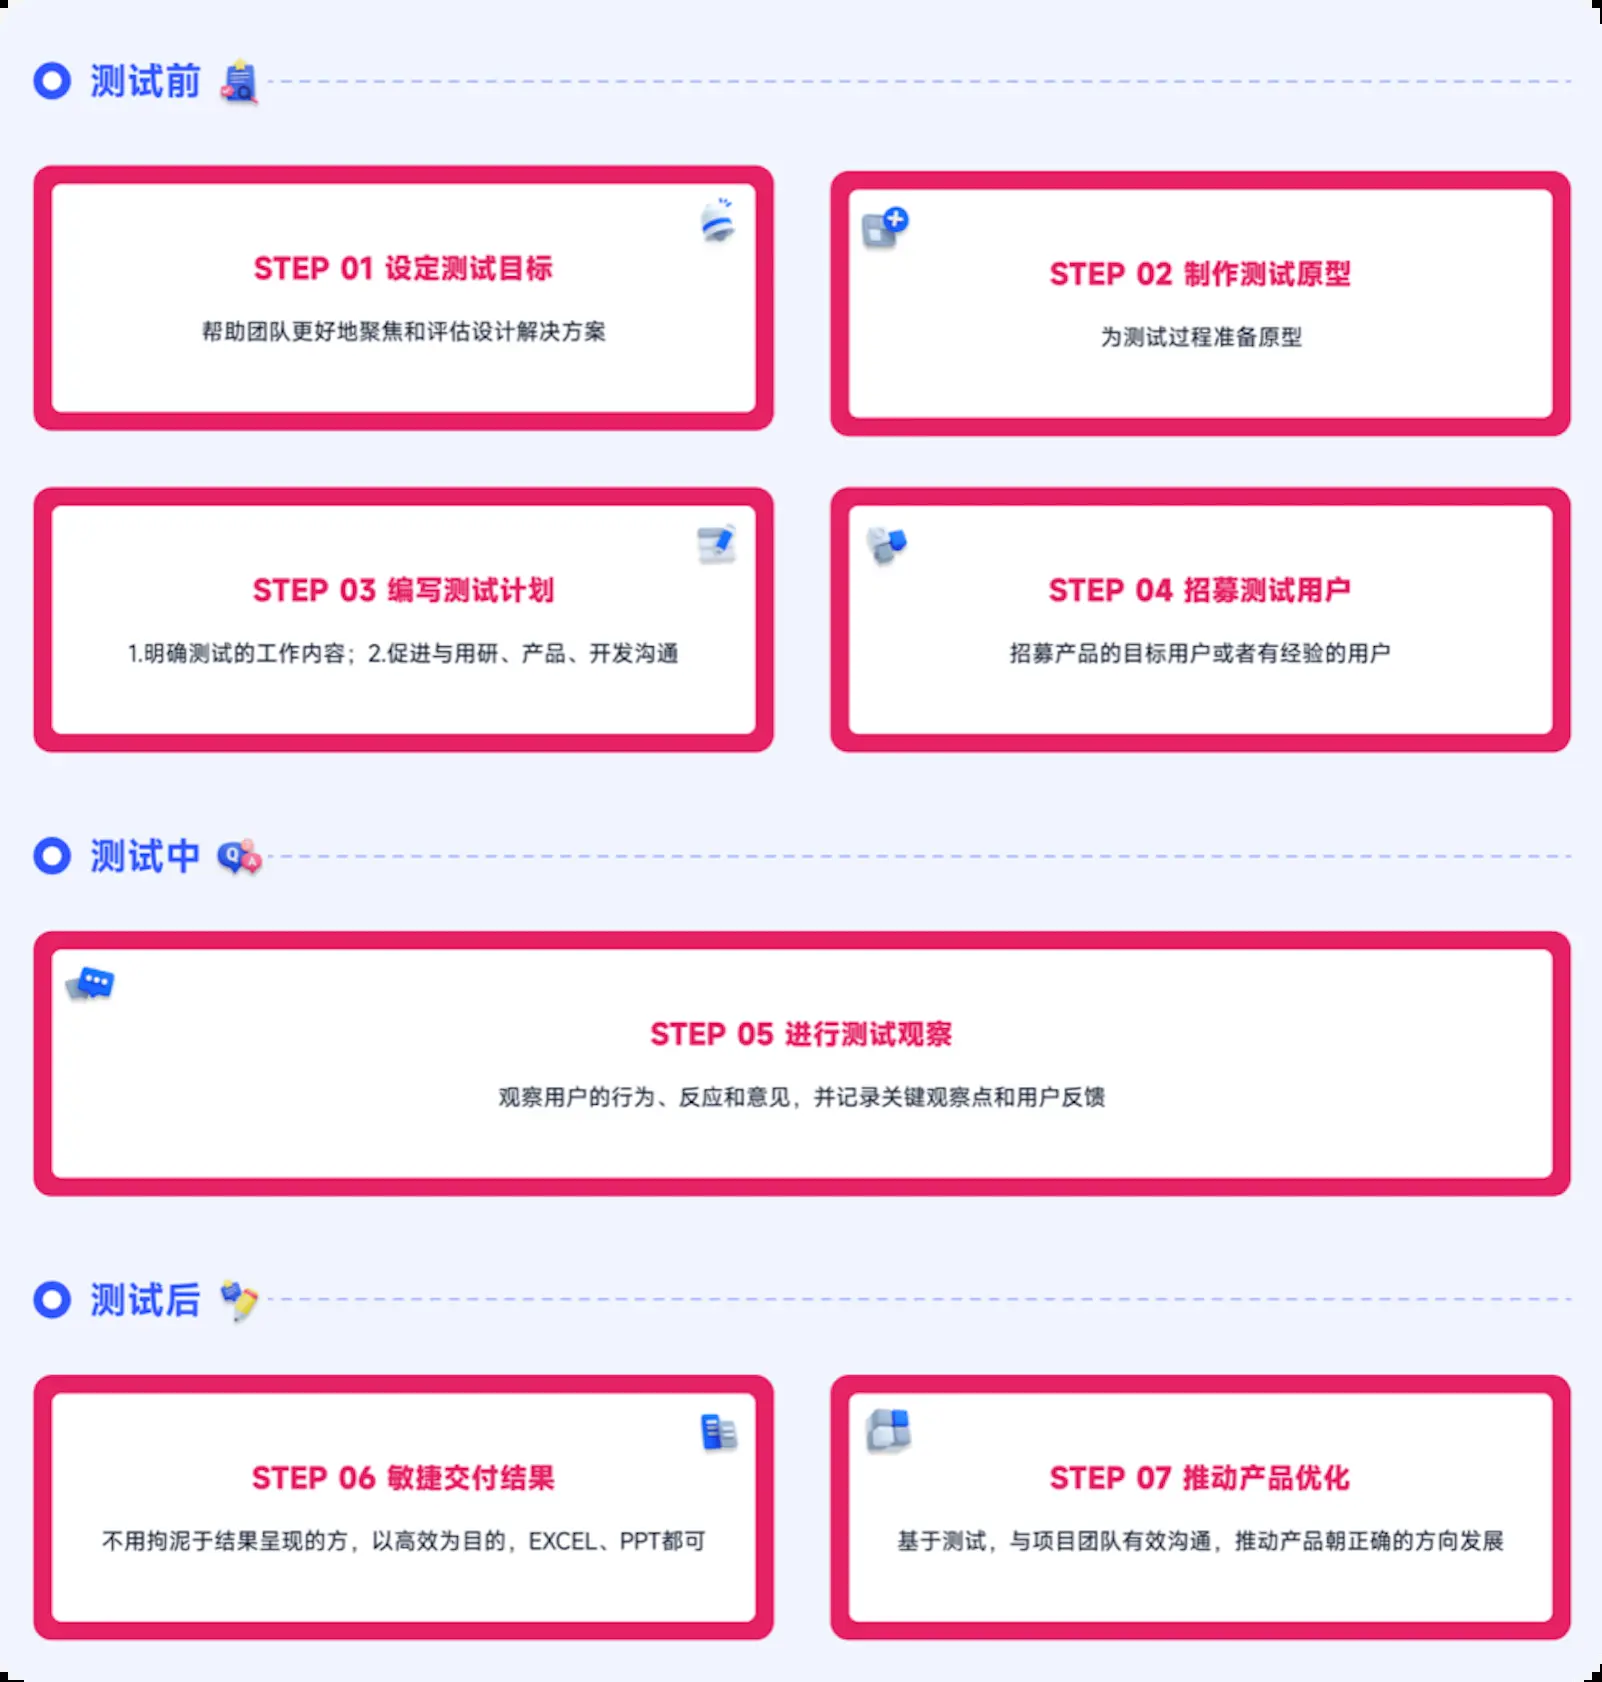 测试前
STEP 01 设定测试目标
帮助团队更好地聚焦和评估设计解决方案
STEP 02 制作测试原型
为测试过程准备原型
STEP 03 编写测试计划
1.明确测试的工作内容；2.促进与用研、产品、开发沟通
STEP 04 招募测试用户
招募产品的目标用户或者有经验的用户
测试中
Q
A
STEP 05 进行测试观察
观察用户的行为、反应和意见，并记录关键观察点和用户反馈
测试后
STEP 06 敏捷交付结果
不用拘泥于结果呈现的方，以高效为目的，EXCEL、PPT都可
STEP 07 推动产品优化
基于测试，与项目团队有效沟通，推动产品朝正确的方向发展